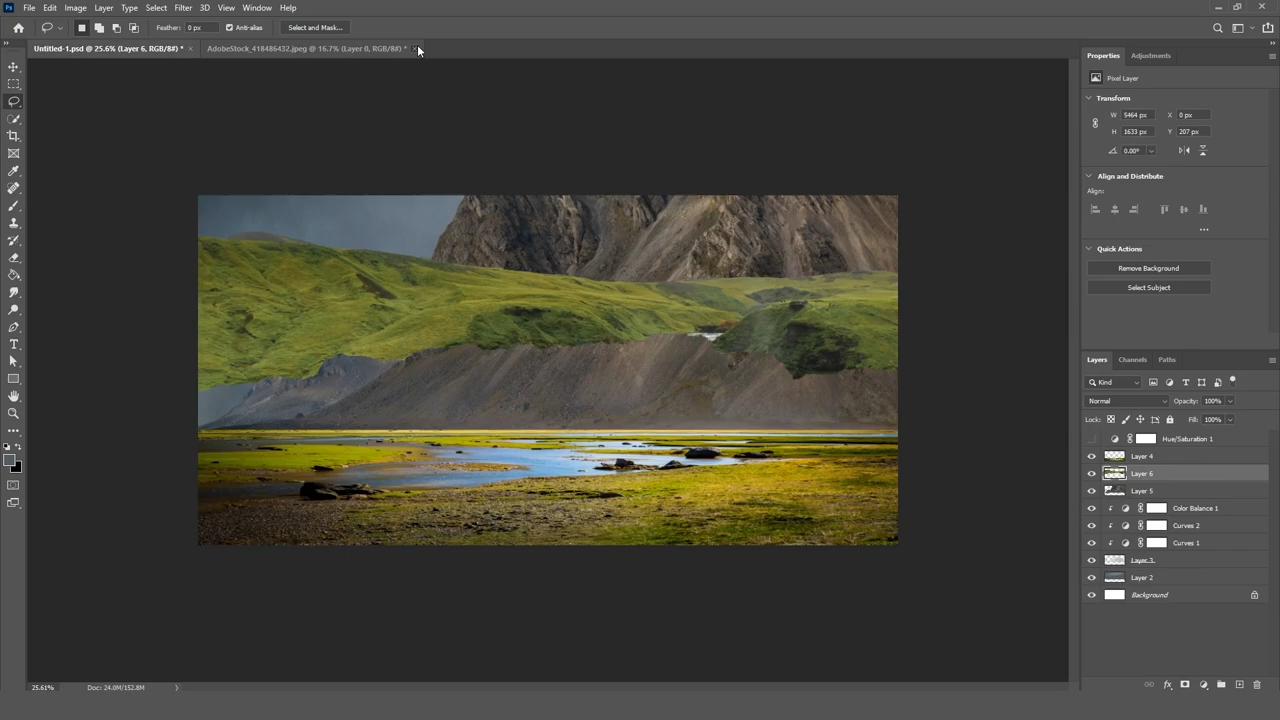 Ps File Edit Image Layer Type Select Filter 3D View Window Help
Feather: 0 px Anti-alias Select and Mask...
Untitled-1.psd @ 25.6% (Layer 6, RGB/8#) * × AdobeStock_418486432.jpeg @ 16.7% (Layer 0, RGB/8#) *
Properties Adjustments
Pixel Layer
Transform
W 5464 px X 0 px
H 1633 px Y 207 px
0.00°
Align and Distribute
Align:
Quick Actions
Remove Background
Select Subject
Layers Channels Paths
Kind
Normal Opacity: 100%
Lock: Fill: 100%
Hue/Saturation 1
Layer 4
Layer 6
Layer 5
Color Balance 1
Curves 2
Curves 1
Layer 3
Layer 2
Background
25.61% Doc: 24.0M/152.8M